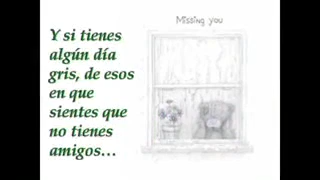 Missing you
Y si tienes
algún día
gris, de esos
en que
sientes que
no tienes
amigos…